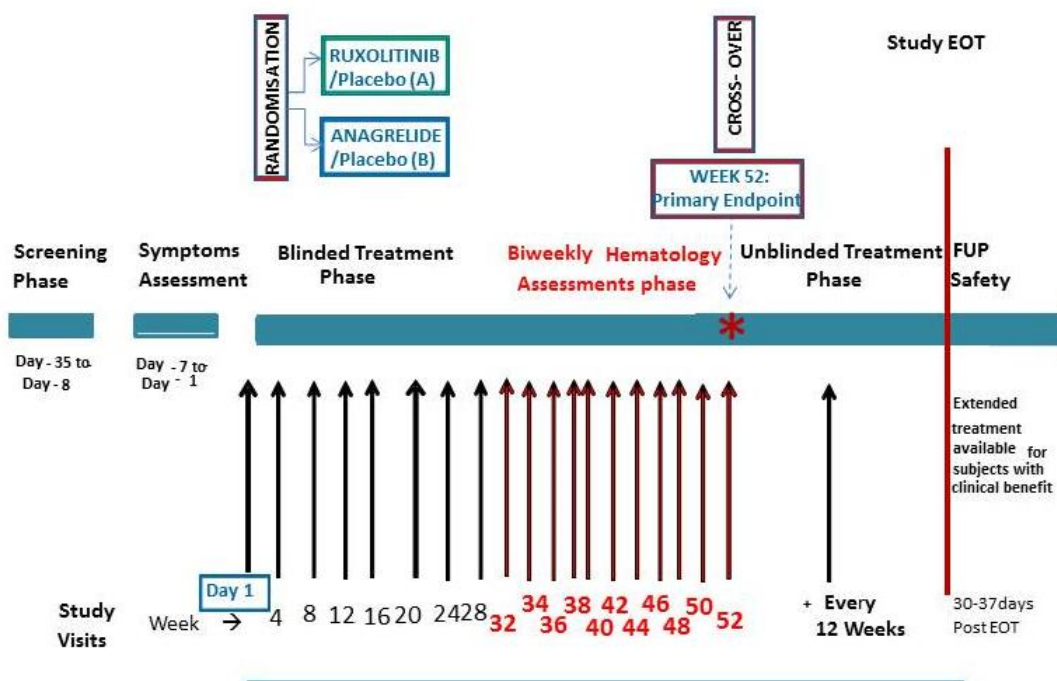 RANDOMISATION
RUXOLITINIB
/Placebo (A)
ANAGRELIDE
/Placebo (B)
CROSS- OVER
Study EOT
WEEK 52:
Primary Endpoint
Screening
Phase
Symptoms
Assessment
Blinded Treatment
Phase
Biweekly Hematology
Assessments phase
Unblinded Treatment
Phase
FUP
Safety
*
Day - 35 to
Day - 8
Day - 7 to
Day - 1
Extended
treatment
available for
subjects with
clinical benefit
Study
Visits
Week →
Day 1
4 8 12 16 20 24 28 32 34 36 38 40 42 44 46 48 50 52
+ Every
12 Weeks
30-37days
Post EOT